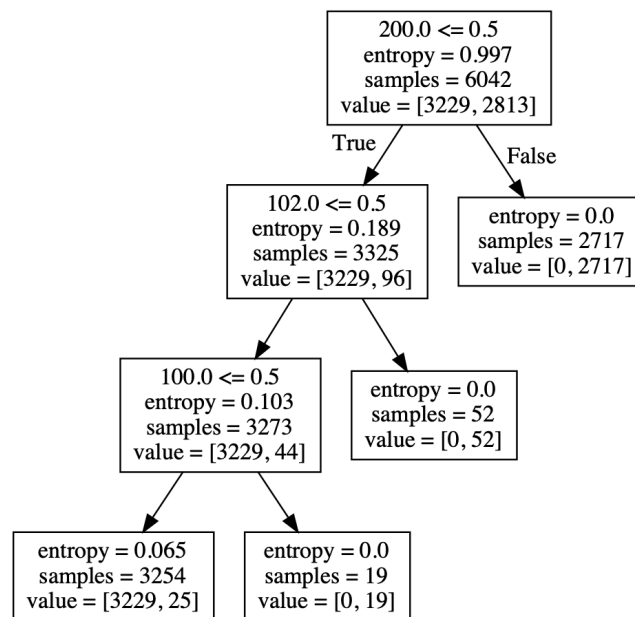 200.0 <= 0.5
entropy = 0.997
samples = 6042
value = [3229, 2813]
True
False
102.0 <= 0.5
entropy = 0.189
samples = 3325
value = [3229, 96]
entropy = 0.0
samples = 2717
value = [0, 2717]
100.0 <= 0.5
entropy = 0.103
samples = 3273
value = [3229, 44]
entropy = 0.0
samples = 52
value = [0, 52]
entropy = 0.065
samples = 3254
value = [3229, 25]
entropy = 0.0
samples = 19
value = [0, 19]